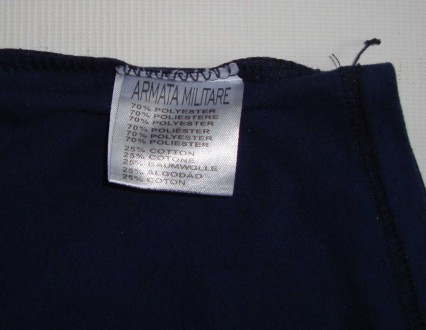 ARMATA MILITARE
70% POLYESTER
70% POLIESTERE
70% POLYESTER
70% POLIÉSTER
70% POLYESTER
70% POLIESTER
25% COTTON
25% COTONE
25% BAUMWOLLE
25% ALGODAD
25% COTON